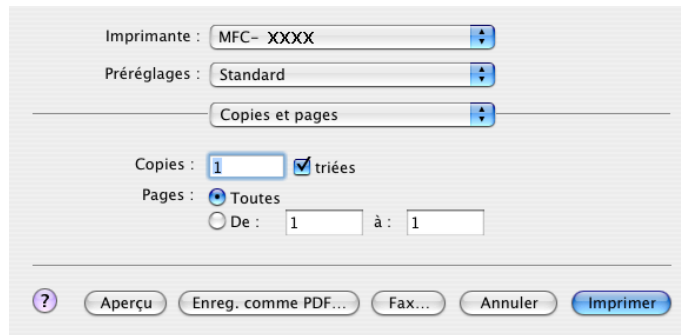 Imprimante : MFC- XXXX
Préréglages : Standard
Copies et pages
Copies : 1 triées
Pages : Toutes
De : 1 à : 1
? Aperçu Enreg. comme PDF... Fax... Annuler Imprimer